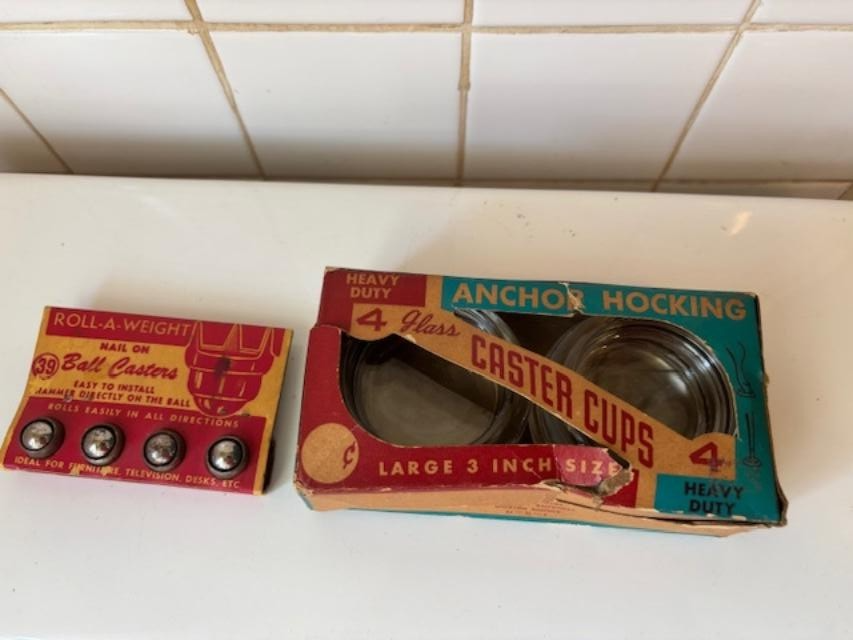 ROLL-A-WEIGHT
NAIL ON
39 Ball Casters
EASY TO INSTALL
HAMMER DIRECTLY ON THE BALL
ROLLS EASILY IN ALL DIRECTIONS
IDEAL FOR FURNITURE, TELEVISION, DESKS, ETC
HEAVY
DUTY
ANCHOR HOCKING
4 Glass
CASTER CUPS
4
¢
LARGE 3 INCH SIZE
HEAVY
DUTY